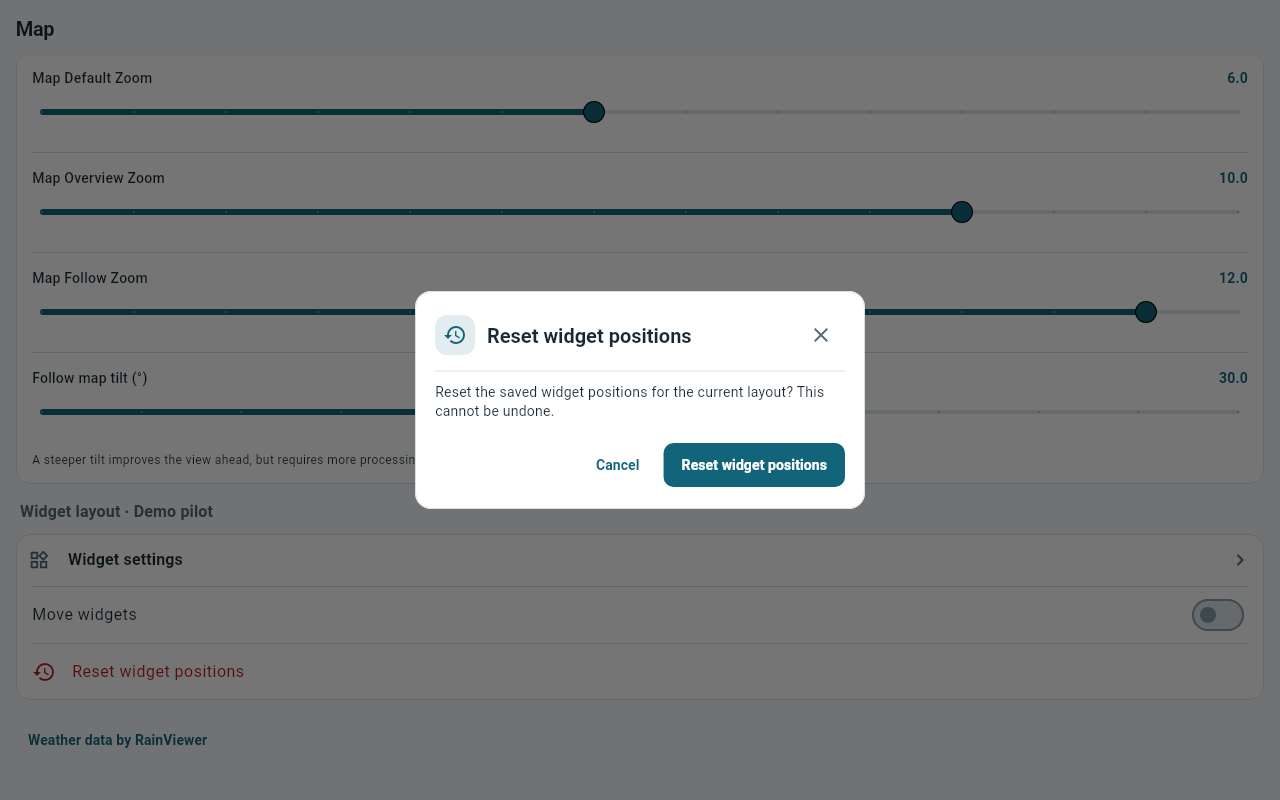 Map
Map Default Zoom 6.0
Map Overview Zoom 10.0
Map Follow Zoom 12.0
Follow map tilt (°) 30.0
A steeper tilt improves the view ahead, but requires more
Reset widget positions
Reset the saved widget positions for the current layout? This
cannot be undone.
Cancel Reset widget positions
Widget layout · Demo pilot
Widget settings
Move widgets
Reset widget positions
Weather data by RainViewer